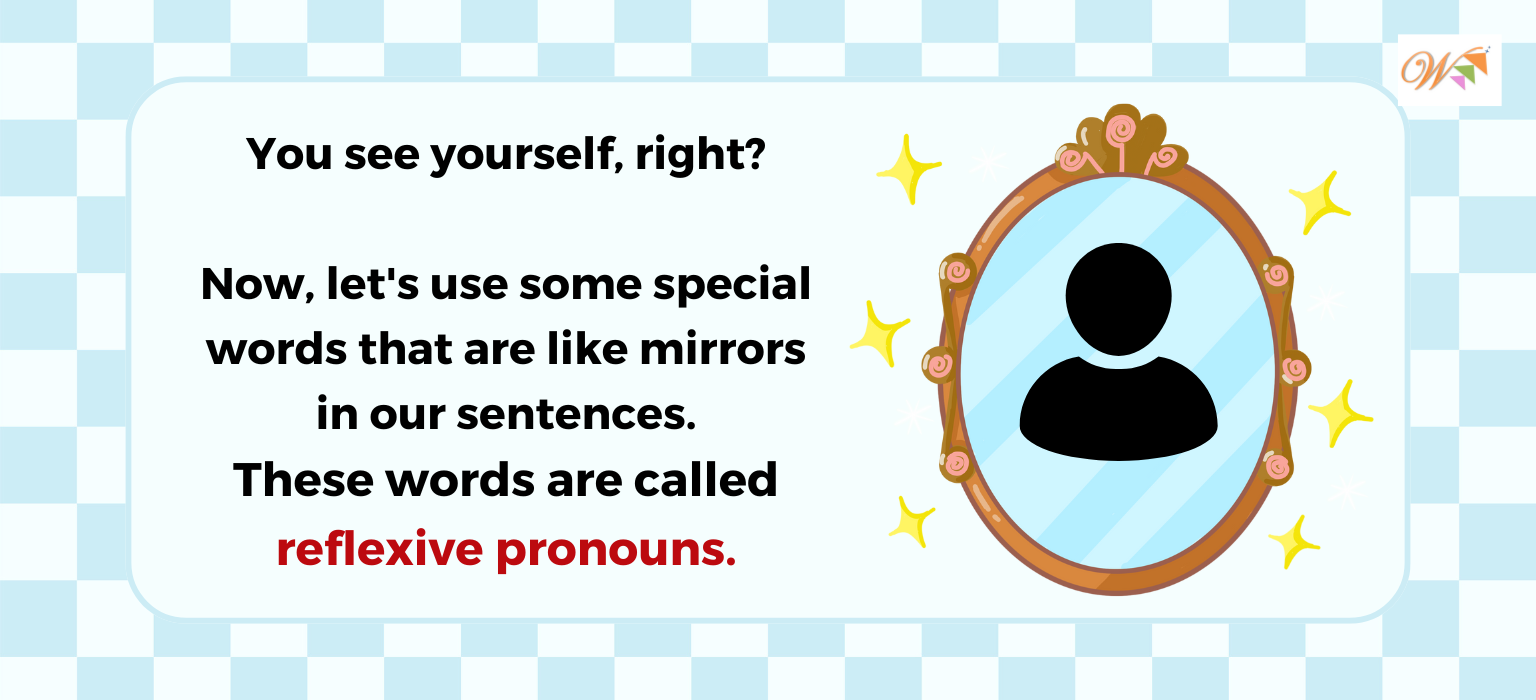 You see yourself, right?
Now, let's use some special
words that are like mirrors
in our sentences.
These words are called
reflexive pronouns.
W